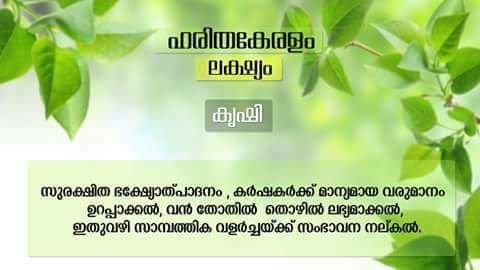 ഹരിതകേരളം
ലക്ഷ്യം
കൃഷി
സുരക്ഷിത ഭക്ഷ്യോത്പാദനം , കർഷകർക്ക് മാന്യമായ വരുമാനം
ഉറപ്പാക്കൽ, വൻ തോതിൽ തൊഴിൽ ലഭ്യമാക്കൽ,
ഇതുവഴി സാമ്പത്തിക വളർച്ചയ്ക്ക് സംഭാവന നല്കൽ.